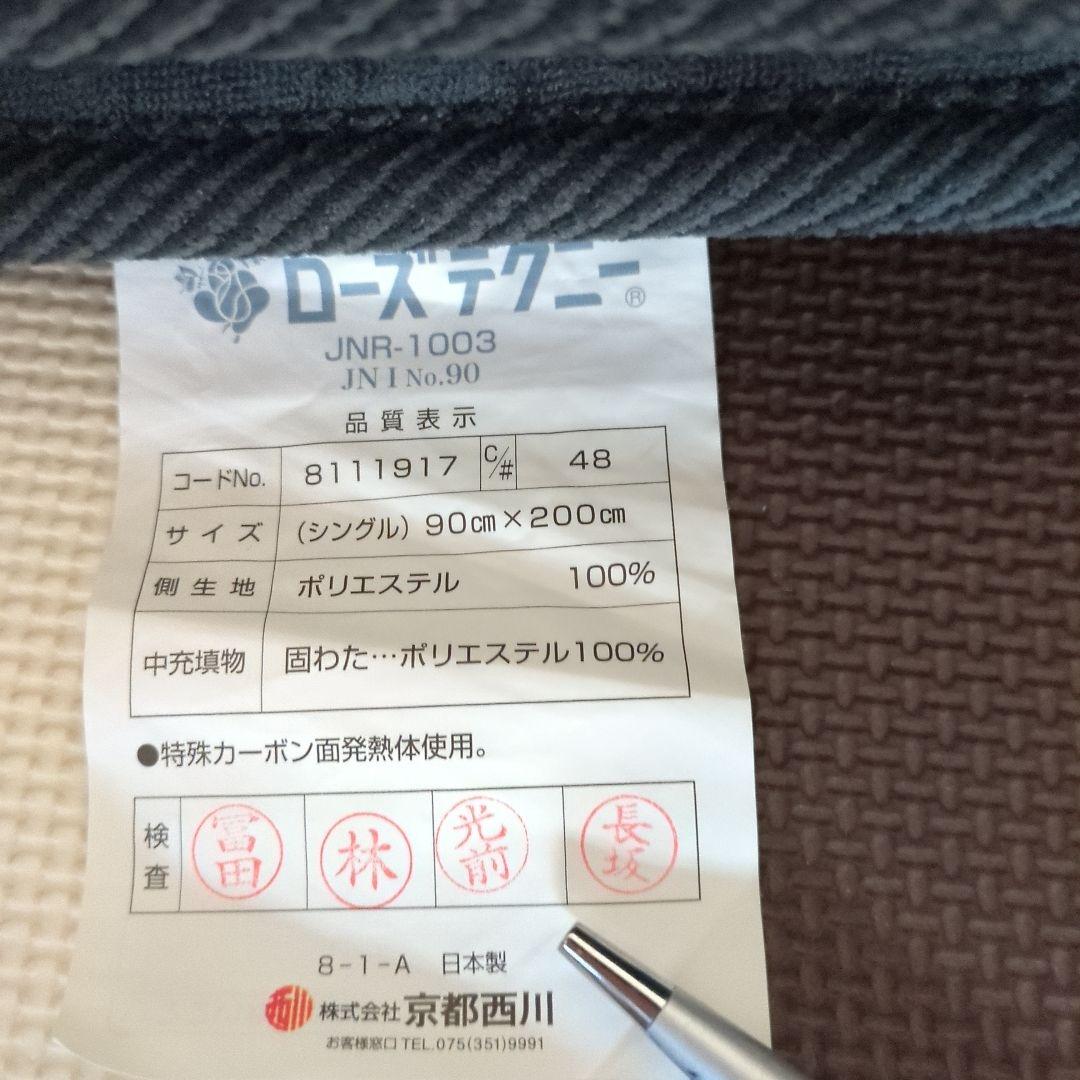 ローズテクニー®
JNR-1003
JN I No.90
品質表示
コードNo. 8111917 C/# 48
サイズ (シングル) 90㎝×200㎝
側生地 ポリエステル 100%
中充填物 固わた…ポリエステル100%
●特殊カーボン面発熱体使用。
検査 冨田 林 光前 長坂
8-1-A 日本製
西川 株式会社 京都西川
お客様窓口 TEL.075(351)9991